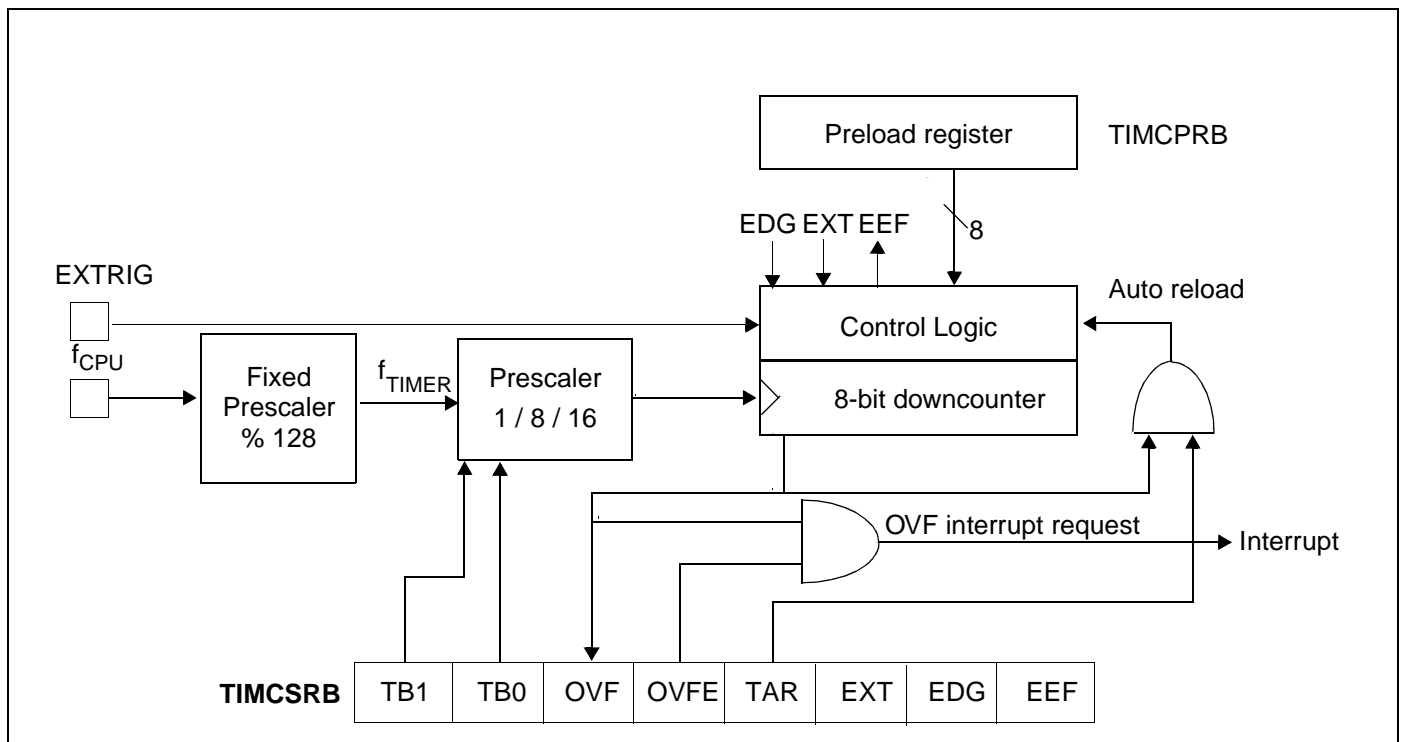 Preload register
TIMCPRB
8
EDG EXT EEF
EXTRIG
Auto reload
Control Logic
fCPU
Fixed
Prescaler
% 128
fTIMER
Prescaler
1 / 8 / 16
8-bit downcounter
OVF interrupt request
Interrupt
TIMCSRB
TB1
TB0
OVF
OVFE
TAR
EXT
EDG
EEF